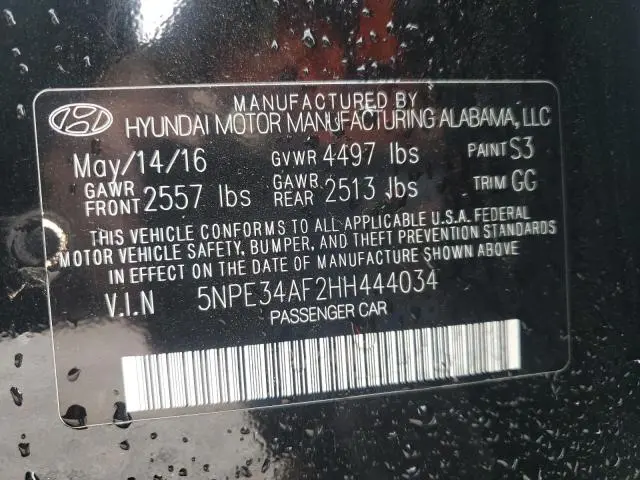 MANUFACTURED BY
HYUNDAI MOTOR MANUFACTURING ALABAMA, LLC
May/14/16 GVWR 4497 lbs PAINT S3
GAWR FRONT 2557 lbs GAWR REAR 2513 lbs TRIM GG
THIS VEHICLE CONFORMS TO ALL APPLICABLE U.S.A. FEDERAL
MOTOR VEHICLE SAFETY, BUMPER, AND THEFT PREVENTION STANDARDS
IN EFFECT ON THE DATE OF MANUFACTURE SHOWN ABOVE
V.I.N 5NPE34AF2HH444034
PASSENGER CAR